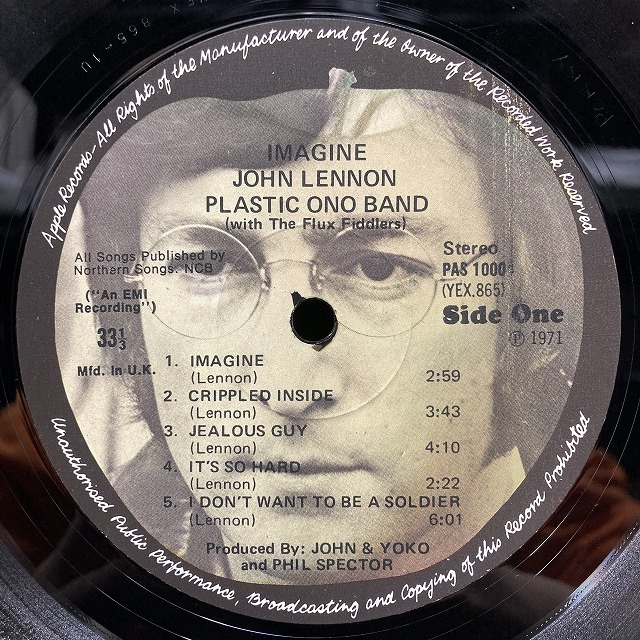 Apple Records-All Rights of the Manufacturer and of the Owner of the Recorded Work Reserved
IMAGINE
JOHN LENNON
PLASTIC ONO BAND
(with The Flux Fiddlers)
All Songs Published by
Northern Songs. NCB
("An EMI
Recording")
33⅓
Mfd. In U.K.
Stereo
PAS 10004
(YEX.865)
Side One
℗ 1971
1. IMAGINE
(Lennon) 2:59
2. CRIPPLED INSIDE
(Lennon) 3:43
3. JEALOUS GUY
(Lennon) 4:10
4. IT'S SO HARD
(Lennon) 2:22
5. I DON'T WANT TO BE A SOLDIER
(Lennon) 6:01
Produced By: JOHN & YOKO
and PHIL SPECTOR
Unauthorised Public Performance, Broadcasting and Copying of this Record Prohibited